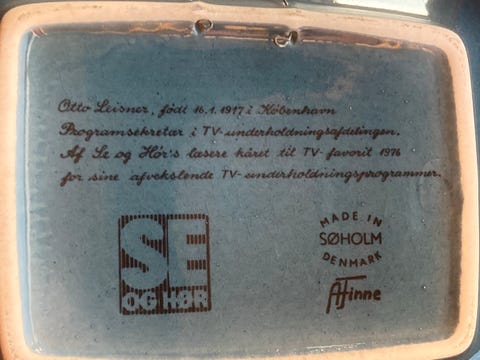 Otto Leisner, født 16.1.1917 i København
Programsekretær i TV-underholdningsafdelingen.
Af Se og Hør's læsere kåret til TV-favorit 1976
for sine afvekslende TV-underholdningsprogrammer.
SE
OG HØR
MADE IN
SØHOLM
DENMARK
AFinne